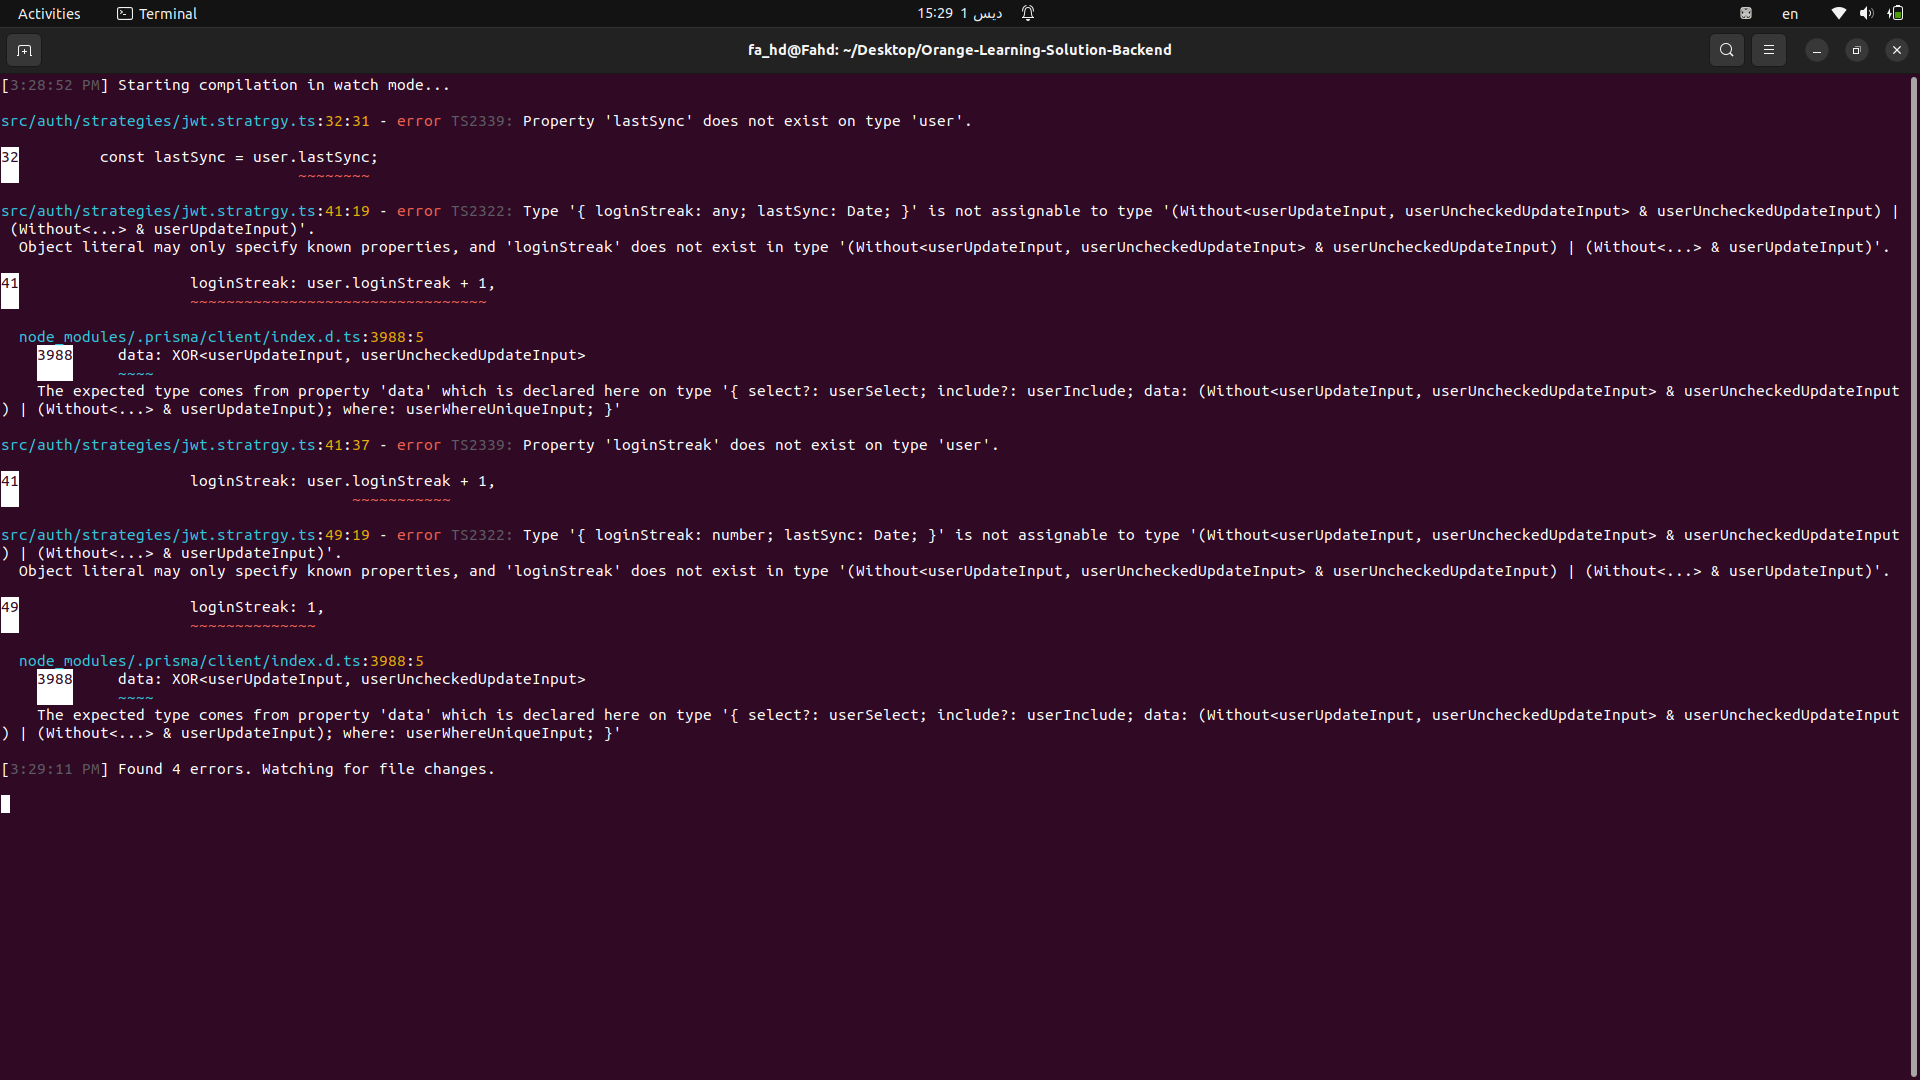 Activities
Terminal
15:29 1 ديس
en
fa_hd@Fahd: ~/Desktop/Orange-Learning-Solution-Backend
[3:28:52 PM] Starting compilation in watch mode...
src/auth/strategies/jwt.stratrgy.ts:32:31 - error TS2339: Property 'lastSync' does not exist on type 'user'.
32         const lastSync = user.lastSync;
~~~~~~~~
src/auth/strategies/jwt.stratrgy.ts:41:19 - error TS2322: Type '{ loginStreak: any; lastSync: Date; }' is not assignable to type '(Without<userUpdateInput, userUncheckedUpdateInput> & userUncheckedUpdateInput) |
(Without<...> & userUpdateInput)'.
Object literal may only specify known properties, and 'loginStreak' does not exist in type '(Without<userUpdateInput, userUncheckedUpdateInput> & userUncheckedUpdateInput) | (Without<...> & userUpdateInput)'.
41                   loginStreak: user.loginStreak + 1,
~~~~~~~~~~~~~~~~~~~~~~~~~~~~~~~~~
node_modules/.prisma/client/index.d.ts:3988:5
3988     data: XOR<userUpdateInput, userUncheckedUpdateInput>
~~~~
The expected type comes from property 'data' which is declared here on type '{ select?: userSelect; include?: userInclude; data: (Without<userUpdateInput, userUncheckedUpdateInput> & userUncheckedUpdateInput
) | (Without<...> & userUpdateInput); where: userWhereUniqueInput; }'
src/auth/strategies/jwt.stratrgy.ts:41:37 - error TS2339: Property 'loginStreak' does not exist on type 'user'.
41                   loginStreak: user.loginStreak + 1,
~~~~~~~~~~~
src/auth/strategies/jwt.stratrgy.ts:49:19 - error TS2322: Type '{ loginStreak: number; lastSync: Date; }' is not assignable to type '(Without<userUpdateInput, userUncheckedUpdateInput> & userUncheckedUpdateInput
) | (Without<...> & userUpdateInput)'.
Object literal may only specify known properties, and 'loginStreak' does not exist in type '(Without<userUpdateInput, userUncheckedUpdateInput> & userUncheckedUpdateInput) | (Without<...> & userUpdateInput)'.
49                   loginStreak: 1,
~~~~~~~~~~~~~~
node_modules/.prisma/client/index.d.ts:3988:5
3988     data: XOR<userUpdateInput, userUncheckedUpdateInput>
~~~~
The expected type comes from property 'data' which is declared here on type '{ select?: userSelect; include?: userInclude; data: (Without<userUpdateInput, userUncheckedUpdateInput> & userUncheckedUpdateInput
) | (Without<...> & userUpdateInput); where: userWhereUniqueInput; }'
[3:29:11 PM] Found 4 errors. Watching for file changes.